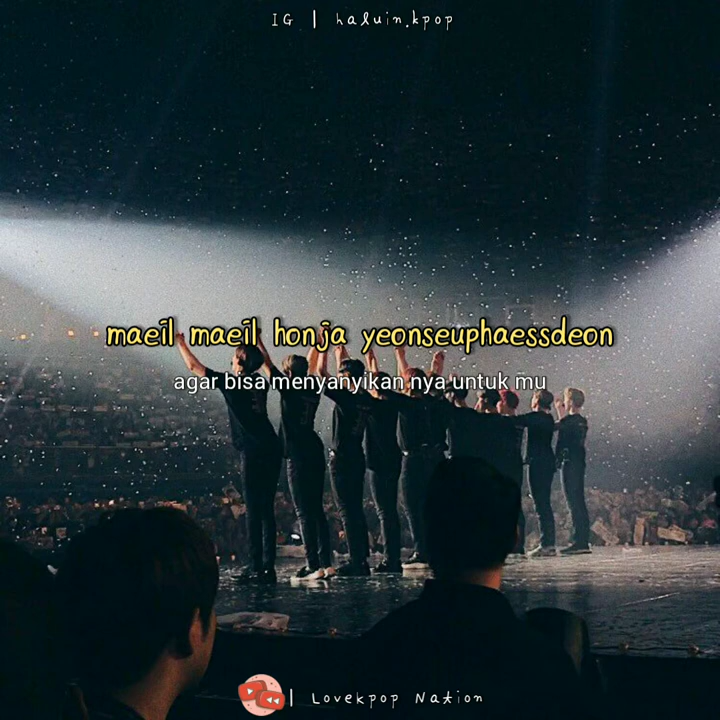 IG | haluin.kpop
maeil maeil honja yeonseuphaessdeon
agar bisa menyanyikan nya untuk mu
| Lovekpop Nation